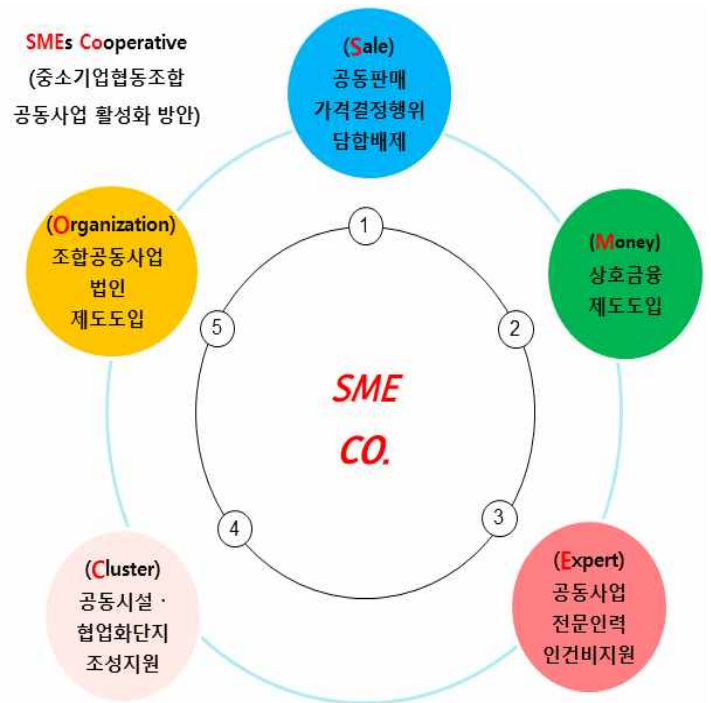 SMEs Cooperative
(중소기업협동조합
공동사업 활성화 방안)
(Sale)
공동판매
가격결정행위
담합배제
(Money)
상호금융
제도도입
(Expert)
공동사업
전문인력
인건비지원
(Cluster)
공동시설 ·
협업화단지
조성지원
(Organization)
조합공동사업
법인
제도도입
1
2
3
4
5
SME
CO.